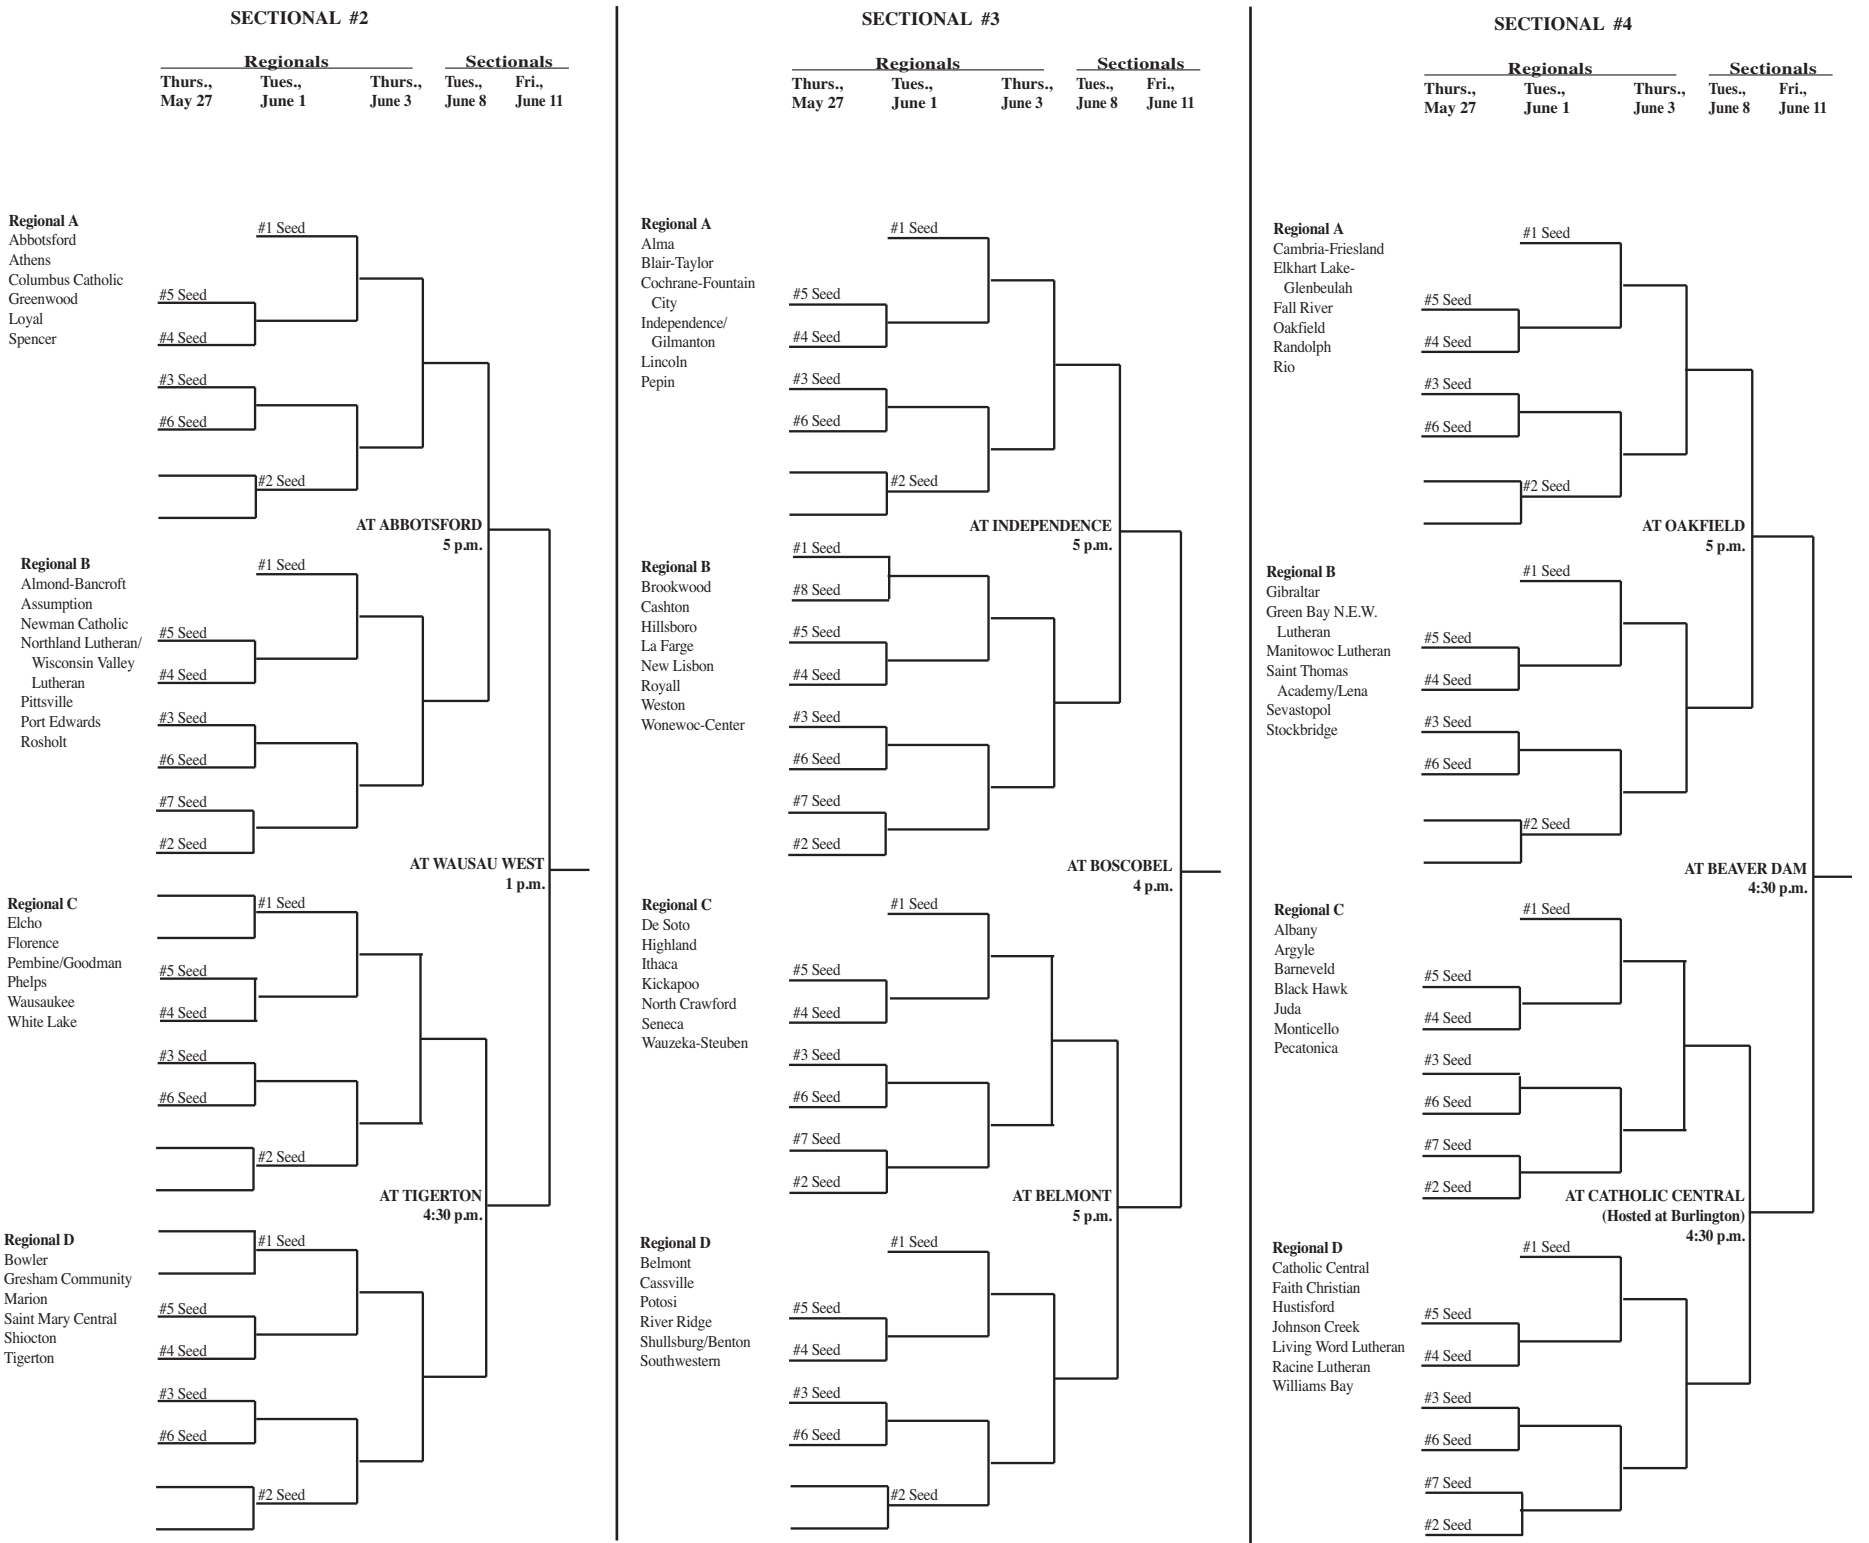 SECTIONAL #2
Regionals
Sectionals
Thurs.,
May 27
Tues.,
June 1
Thurs.,
June 3
Tues.,
June 8
Fri.,
June 11
Regional A
Abbotsford
Athens
Columbus Catholic
Greenwood
Loyal
Spencer
#1 Seed
#5 Seed
#4 Seed
#3 Seed
#6 Seed
#2 Seed
AT ABBOTSFORD
5 p.m.
Regional B
Almond-Bancroft
Assumption
Newman Catholic
Northland Lutheran/
Wisconsin Valley
Lutheran
Pittsville
Port Edwards
Rosholt
#1 Seed
#5 Seed
#4 Seed
#3 Seed
#6 Seed
#7 Seed
#2 Seed
AT WAUSAU WEST
1 p.m.
Regional C
Elcho
Florence
Pembine/Goodman
Phelps
Wausaukee
White Lake
#1 Seed
#5 Seed
#4 Seed
#3 Seed
#6 Seed
#2 Seed
AT TIGERTON
4:30 p.m.
Regional D
Bowler
Gresham Community
Marion
Saint Mary Central
Shiocton
Tigerton
#1 Seed
#5 Seed
#4 Seed
#3 Seed
#6 Seed
#2 Seed
SECTIONAL #3
Regionals
Sectionals
Thurs.,
May 27
Tues.,
June 1
Thurs.,
June 3
Tues.,
June 8
Fri.,
June 11
Regional A
Alma
Blair-Taylor
Cochrane-Fountain
City
Independence/
Gilmanton
Lincoln
Pepin
#1 Seed
#5 Seed
#4 Seed
#3 Seed
#6 Seed
#2 Seed
AT INDEPENDENCE
5 p.m.
Regional B
Brookwood
Cashton
Hillsboro
La Farge
New Lisbon
Royall
Weston
Wonewoc-Center
#1 Seed
#8 Seed
#5 Seed
#4 Seed
#3 Seed
#6 Seed
#7 Seed
#2 Seed
AT BOSCOBEL
4 p.m.
Regional C
De Soto
Highland
Ithaca
Kickapoo
North Crawford
Seneca
Wauzeka-Steuben
#1 Seed
#5 Seed
#4 Seed
#3 Seed
#6 Seed
#7 Seed
#2 Seed
AT BELMONT
5 p.m.
Regional D
Belmont
Cassville
Potosi
River Ridge
Shullsburg/Benton
Southwestern
#1 Seed
#5 Seed
#4 Seed
#3 Seed
#6 Seed
#2 Seed
SECTIONAL #4
Regionals
Sectionals
Thurs.,
May 27
Tues.,
June 1
Thurs.,
June 3
Tues.,
June 8
Fri.,
June 11
Regional A
Cambria-Friesland
Elkhart Lake-
Glenbeulah
Fall River
Oakfield
Randolph
Rio
#1 Seed
#5 Seed
#4 Seed
#3 Seed
#6 Seed
#2 Seed
AT OAKFIELD
5 p.m.
Regional B
Gibraltar
Green Bay N.E.W.
Lutheran
Manitowoc Lutheran
Saint Thomas
Academy/Lena
Sevastopol
Stockbridge
#1 Seed
#5 Seed
#4 Seed
#3 Seed
#6 Seed
#2 Seed
AT BEAVER DAM
4:30 p.m.
Regional C
Albany
Argyle
Barneveld
Black Hawk
Juda
Monticello
Pecatonica
#1 Seed
#5 Seed
#4 Seed
#3 Seed
#6 Seed
#7 Seed
#2 Seed
AT CATHOLIC CENTRAL
(Hosted at Burlington)
4:30 p.m.
Regional D
Catholic Central
Faith Christian
Hustisford
Johnson Creek
Living Word Lutheran
Racine Lutheran
Williams Bay
#1 Seed
#5 Seed
#4 Seed
#3 Seed
#6 Seed
#7 Seed
#2 Seed